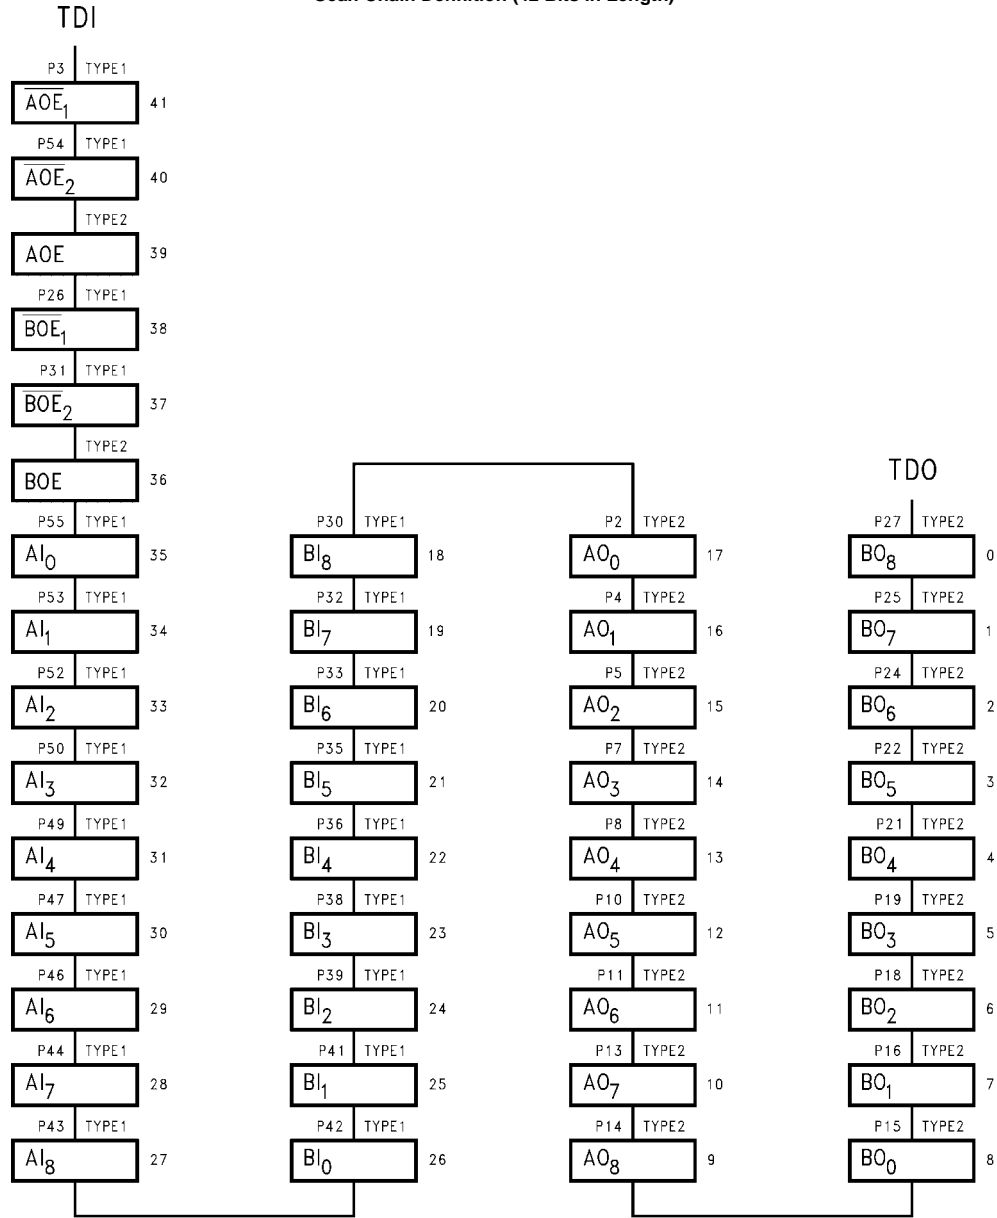 Scan Chain Definition (42 Bits in Length)
TDI
P3 TYPE1
AOE1 41
P54 TYPE1
AOE2 40
TYPE2
AOE 39
P26 TYPE1
BOE1 38
P31 TYPE1
BOE2 37
TYPE2
BOE 36
P55 TYPE1
AI0 35
P53 TYPE1
AI1 34
P52 TYPE1
AI2 33
P50 TYPE1
AI3 32
P49 TYPE1
AI4 31
P47 TYPE1
AI5 30
P46 TYPE1
AI6 29
P44 TYPE1
AI7 28
P43 TYPE1
AI8 27
P30 TYPE1
BI8 18
P32 TYPE1
BI7 19
P33 TYPE1
BI6 20
P35 TYPE1
BI5 21
P36 TYPE1
BI4 22
P38 TYPE1
BI3 23
P39 TYPE1
BI2 24
P41 TYPE1
BI1 25
P42 TYPE1
BI0 26
P2 TYPE2
AO0 17
P4 TYPE2
AO1 16
P5 TYPE2
AO2 15
P7 TYPE2
AO3 14
P8 TYPE2
AO4 13
P10 TYPE2
AO5 12
P11 TYPE2
AO6 11
P13 TYPE2
AO7 10
P14 TYPE2
AO8 9
TDO
P27 TYPE2
BO8 0
P25 TYPE2
BO7 1
P24 TYPE2
BO6 2
P22 TYPE2
BO5 3
P21 TYPE2
BO4 4
P19 TYPE2
BO3 5
P18 TYPE2
BO2 6
P16 TYPE2
BO1 7
P15 TYPE2
BO0 8